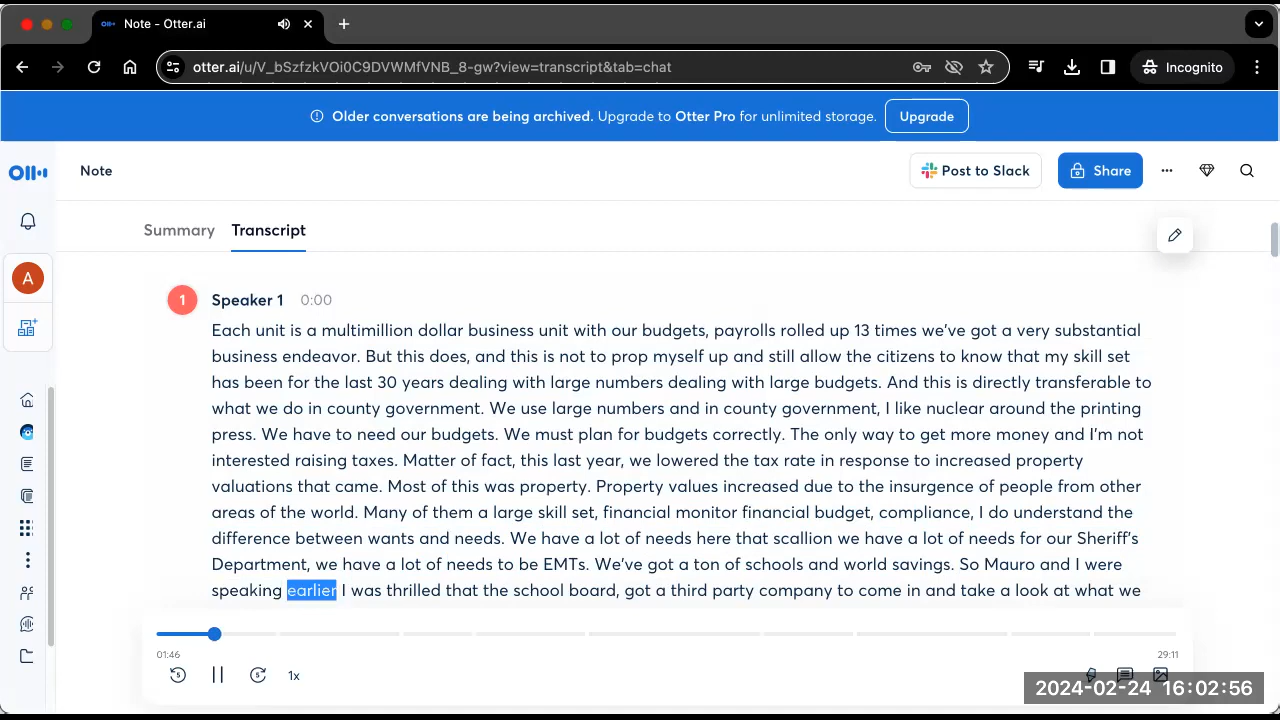 Note - Otter.ai
otter.ai/u/V_bSzfzkVOi0C9DVWMfVNB_8-gw?view=transcript&tab=chat
Incognito
Older conversations are being archived. Upgrade to Otter Pro for unlimited storage.
Upgrade
Note
Post to Slack
Share
Summary
Transcript
A
1
Speaker 1 0:00
Each unit is a multimillion dollar business unit with our budgets, payrolls rolled up 13 times we've got a very substantial
business endeavor. But this does, and this is not to prop myself up and still allow the citizens to know that my skill set
has been for the last 30 years dealing with large numbers dealing with large budgets. And this is directly transferable to
what we do in county government. We use large numbers and in county government, I like nuclear around the printing
press. We have to need our budgets. We must plan for budgets correctly. The only way to get more money and I'm not
interested raising taxes. Matter of fact, this last year, we lowered the tax rate in response to increased property
valuations that came. Most of this was property. Property values increased due to the insurgence of people from other
areas of the world. Many of them a large skill set, financial monitor financial budget, compliance, I do understand the
difference between wants and needs. We have a lot of needs here that scallion we have a lot of needs for our Sheriff's
Department, we have a lot of needs to be EMTs. We've got a ton of schools and world savings. So Mauro and I were
speaking earlier I was thrilled that the school board, got a third party company to come in and take a look at what we
01:46
29:11
5
5
1x
2024-02-24 16:02:56